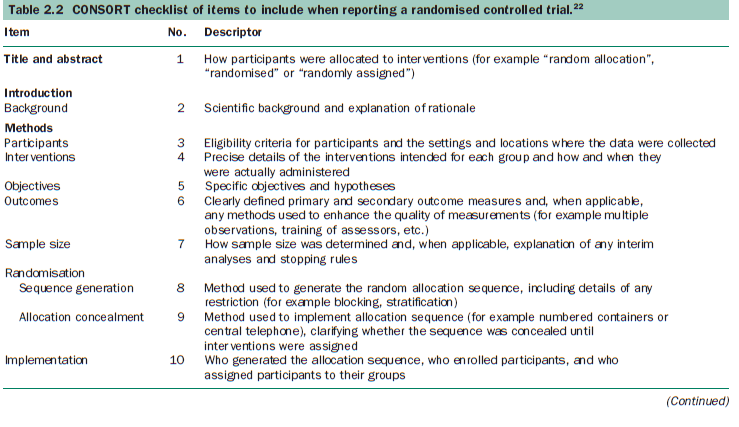 Table 2.2 CONSORT checklist of items to include when reporting a randomised controlled trial.22
Item No. Descriptor
Title and abstract 1 How participants were allocated to interventions (for example “random allocation”,
“randomised” or “randomly assigned”)
Introduction
Background 2 Scientific background and explanation of rationale
Methods
Participants 3 Eligibility criteria for participants and the settings and locations where the data were collected
Interventions 4 Precise details of the interventions intended for each group and how and when they
were actually administered
Objectives 5 Specific objectives and hypotheses
Outcomes 6 Clearly defined primary and secondary outcome measures and, when applicable,
any methods used to enhance the quality of measurements (for example multiple
observations, training of assessors, etc.)
Sample size 7 How sample size was determined and, when applicable, explanation of any interim
analyses and stopping rules
Randomisation
Sequence generation 8 Method used to generate the random allocation sequence, including details of any
restriction (for example blocking, stratification)
Allocation concealment 9 Method used to implement allocation sequence (for example numbered containers or
central telephone), clarifying whether the sequence was concealed until
interventions were assigned
Implementation 10 Who generated the allocation sequence, who enrolled participants, and who
assigned participants to their groups
(Continued)